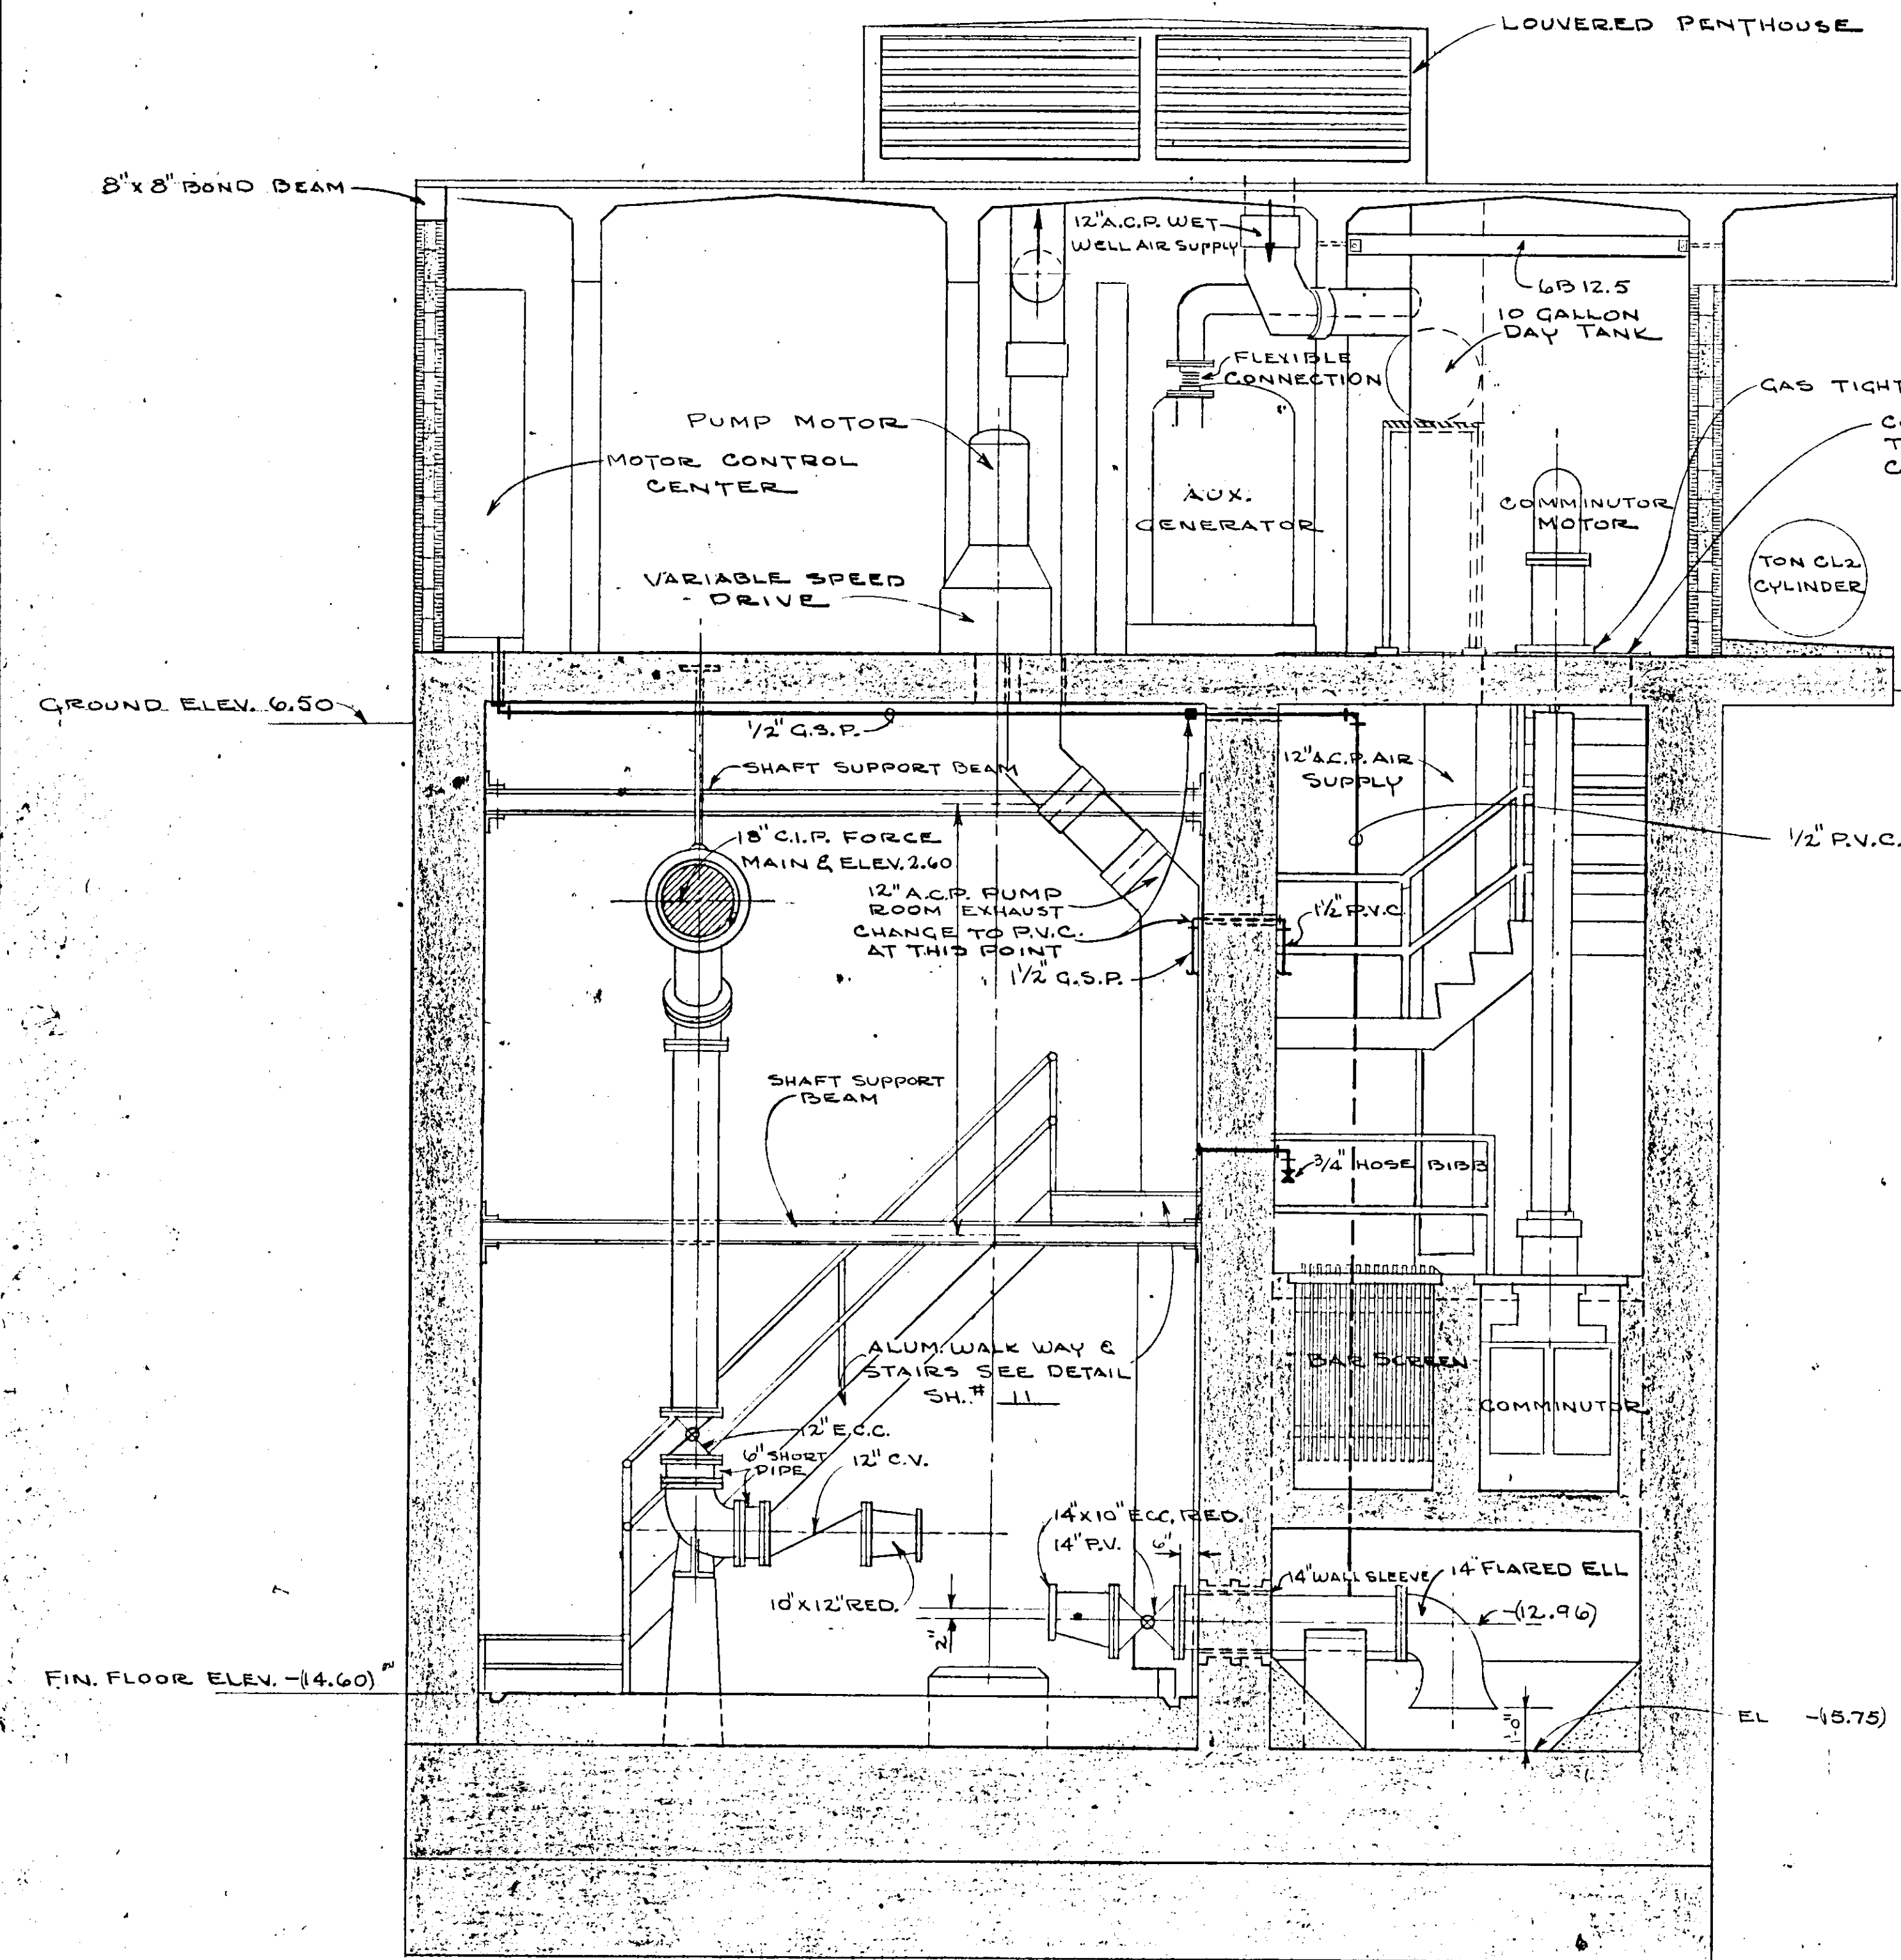 LOUVERED PENTHOUSE
8" x 8" BOND BEAM
12" A.C.P. WET
WELL AIR SUPPLY
6B 12.5
10 GALLON
DAY TANK
FLEXIBLE
CONNECTION
GAS TIGHT
PUMP MOTOR
MOTOR CONTROL
CENTER
AUX.
GENERATOR
COMMINUTOR
MOTOR
TON CL2
CYLINDER
VARIABLE SPEED
DRIVE
GROUND ELEV. 6.50
1/2" G.S.P.
SHAFT SUPPORT BEAM
12" A.C.P. AIR
SUPPLY
1/2" P.V.C.
18" C.I.P. FORCE
MAIN & ELEV. 2.60
12" A.C.P. PUMP
ROOM EXHAUST
CHANGE TO P.V.C.
AT THIS POINT
1 1/2" G.S.P.
1 1/2" P.V.C.
SHAFT SUPPORT
BEAM
3/4" HOSE BIBB
ALUM. WALK WAY &
STAIRS SEE DETAIL
SH. # 11
BAR SCREEN
COMMINUTOR
12" E.C.C.
6" SHORT
PIPE
12" C.V.
14"x10" ECC. RED.
14" P.V.
6"
14" WALL SLEEVE
14" FLARED ELL
-(12.96)
10"x12" RED.
2"
FIN. FLOOR ELEV. -(14.60)
1'-0"
EL -(15.75)